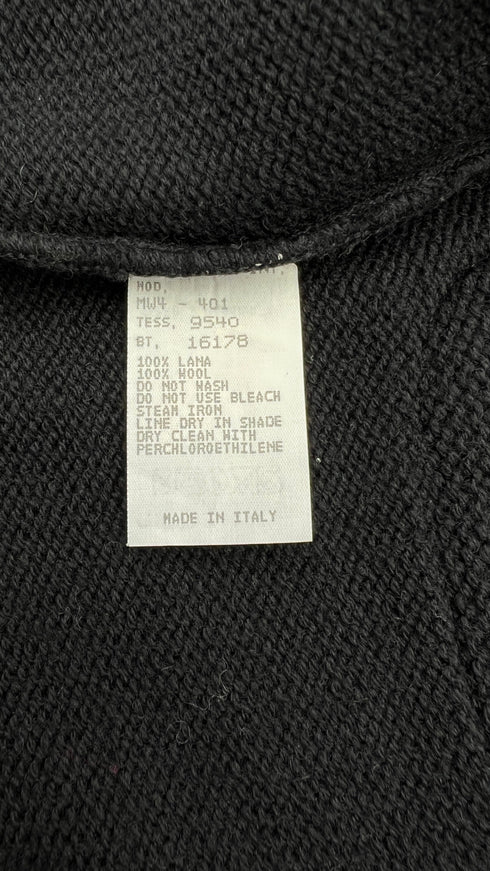 MOD,
MW4 - 401
TESS, 9540
BT, 16178
100% LANA
100% WOOL
DO NOT WASH
DO NOT USE BLEACH
STEAM IRON
LINE DRY IN SHADE
DRY CLEAN WITH
PERCHLOROETHILENE
MADE IN ITALY